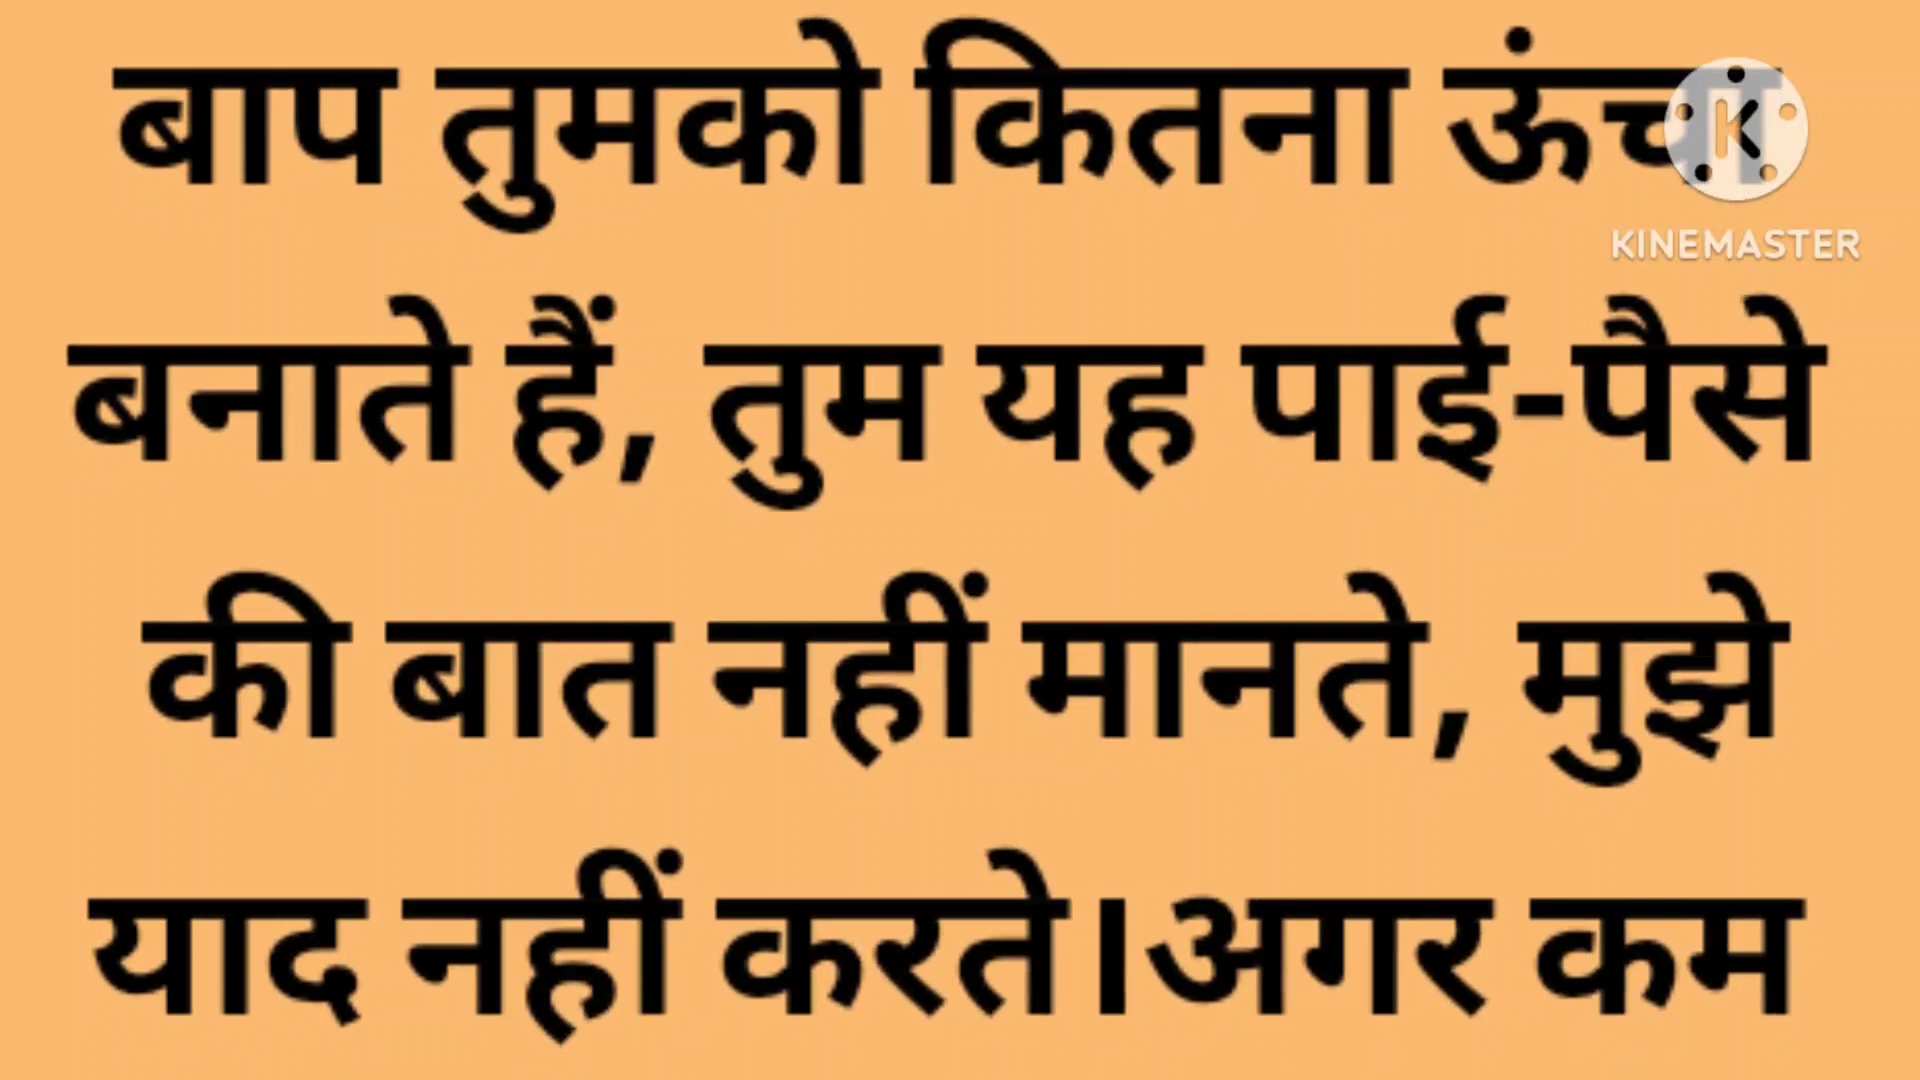 बाप तुमको कितना ऊंचा
KINEMASTER
बनाते हैं, तुम यह पाई-पैसे
की बात नहीं मानते, मुझे
याद नहीं करते।अगर कम